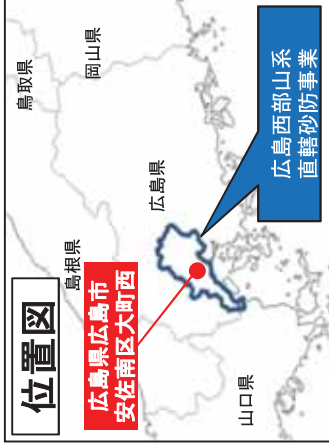 位置図
鳥取県
岡山県
島根県
広島県
広島県広島市
安佐南区大町西
山口県
広島西部山系
直轄砂防事業